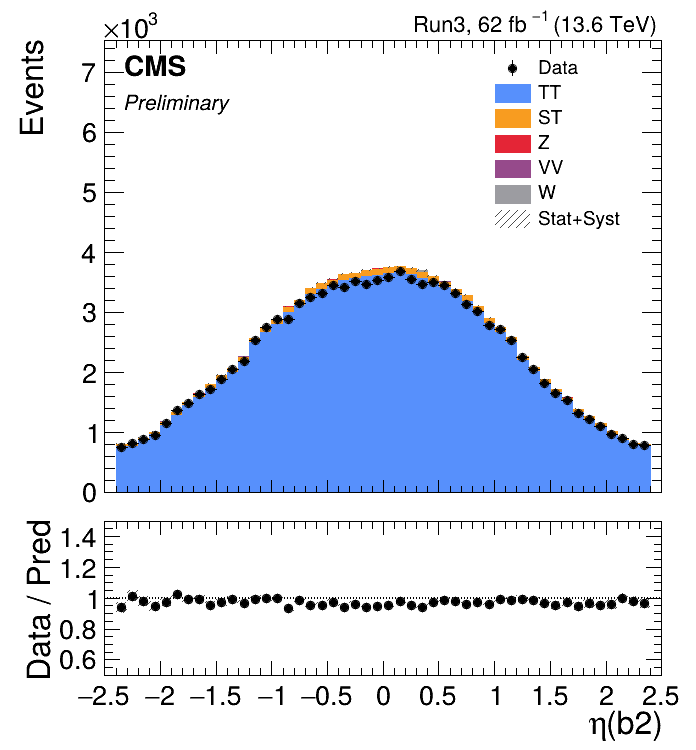 ×10³
Run3, 62 fb ⁻¹ (13.6 TeV)
CMS
Preliminary
Events
Data
TT
ST
Z
VV
W
Stat+Syst
7
6
5
4
3
2
1
0
Data / Pred
1.4
1.2
1
0.8
0.6
−2.5 −2 −1.5 −1 −0.5 0 0.5 1 1.5 2 2.5
η(b2)